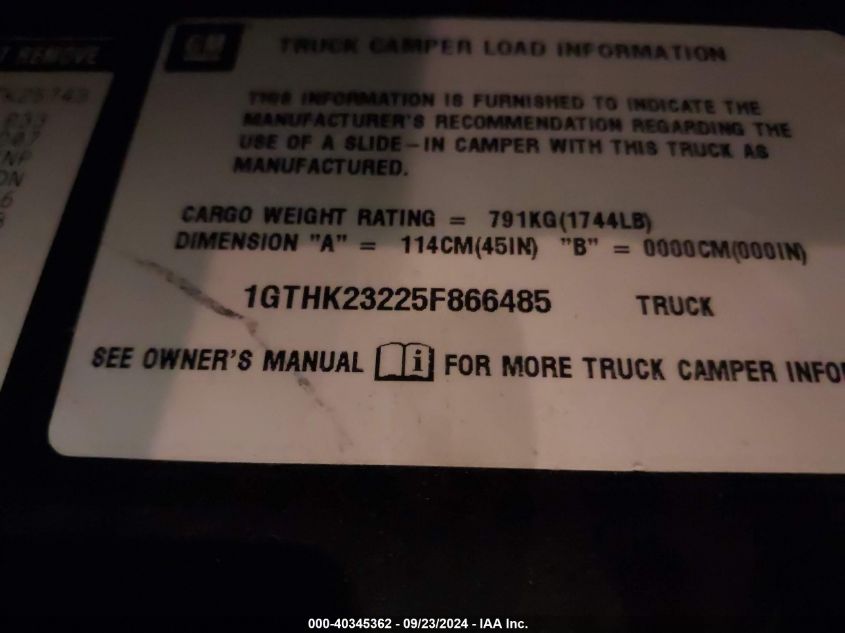 GM
TRUCK CAMPER LOAD INFORMATION
THIS INFORMATION IS FURNISHED TO INDICATE THE
MANUFACTURER'S RECOMMENDATION REGARDING THE
USE OF A SLIDE-IN CAMPER WITH THIS TRUCK AS
MANUFACTURED.
CARGO WEIGHT RATING = 791KG(1744LB)
DIMENSION "A" = 114CM(45IN) "B" = 0000CM(000IN)
1GTHK23225F866485 TRUCK
SEE OWNER'S MANUAL i FOR MORE TRUCK CAMPER INFO
REMOVE
000-40345362 - 09/23/2024 - IAA Inc.